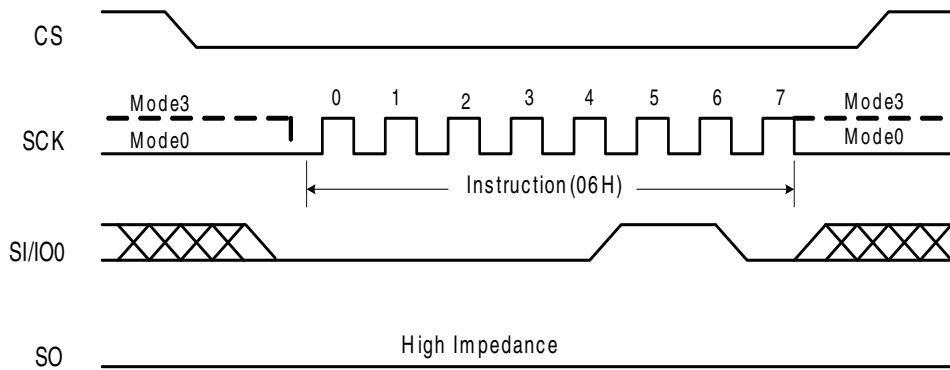 CS
0 1 2 3 4 5 6 7
Mode3 Mode3
SCK
Mode0 Mode0
Instruction(06H)
SI/IO0
High Impedance
SO